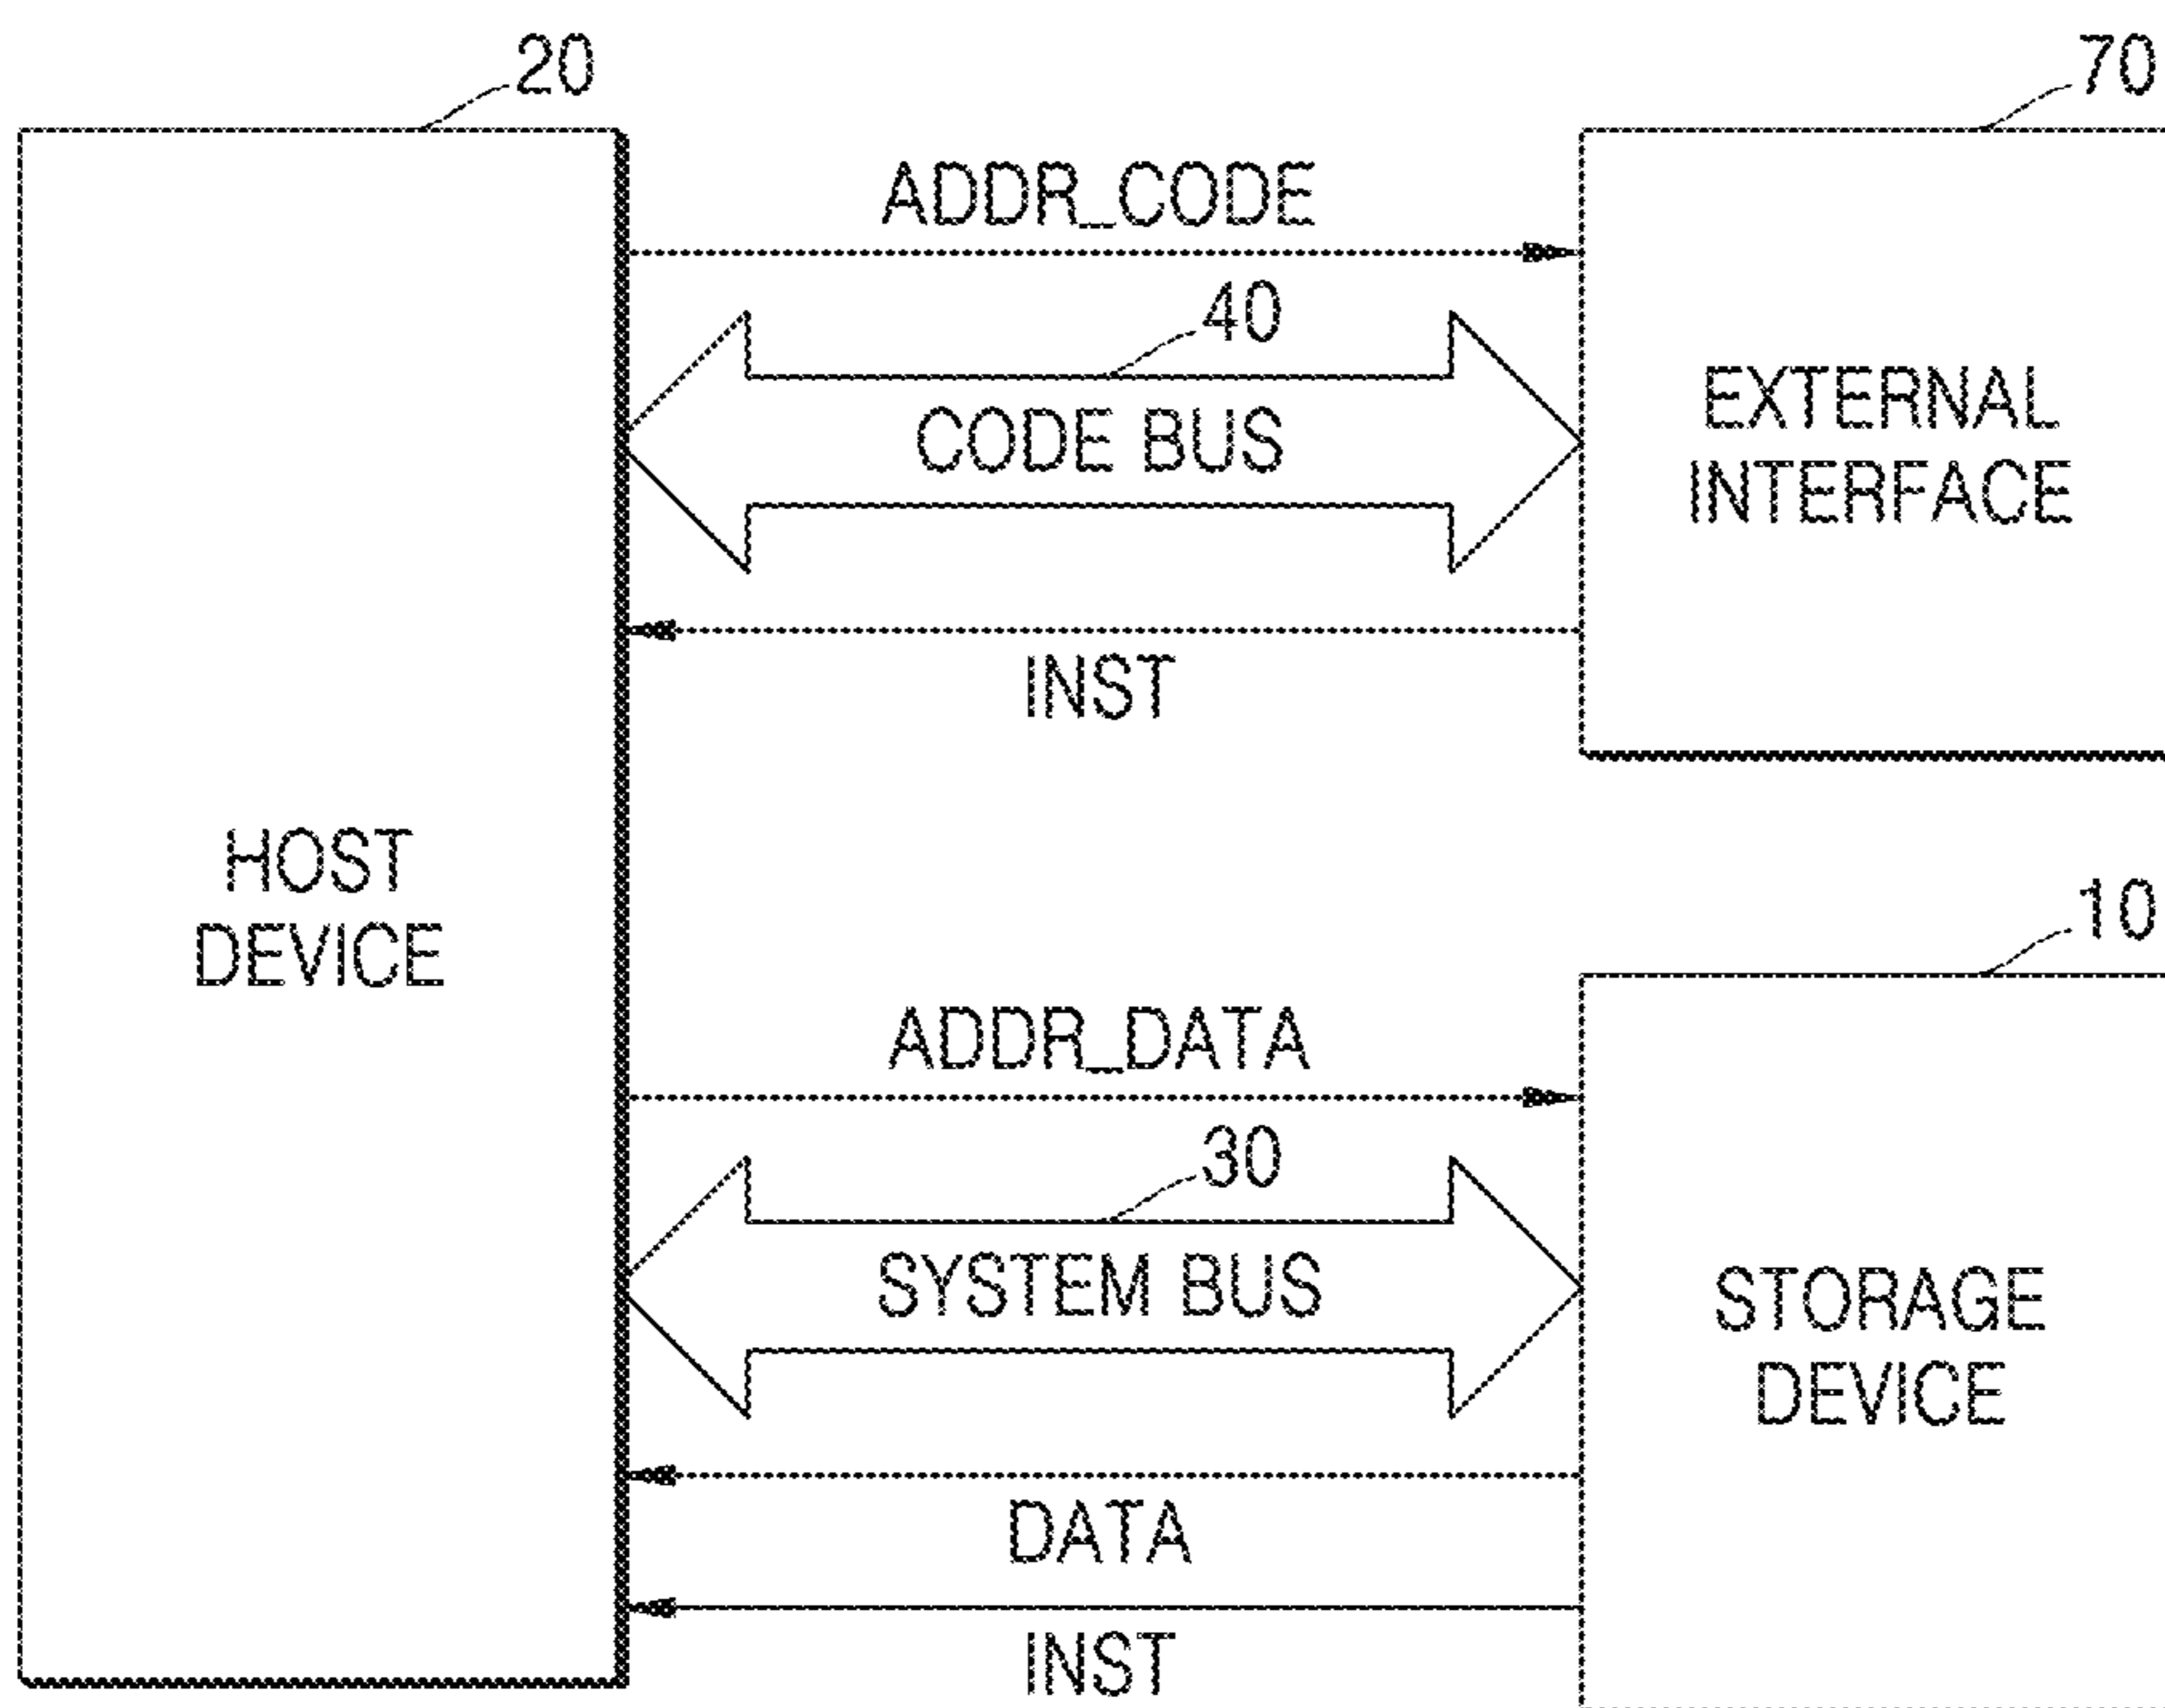 20
70
ADDR_CODE
40
CODE BUS
EXTERNAL
INTERFACE
INST
HOST
DEVICE
10
ADDR_DATA
30
SYSTEM BUS
STORAGE
DEVICE
DATA
INST